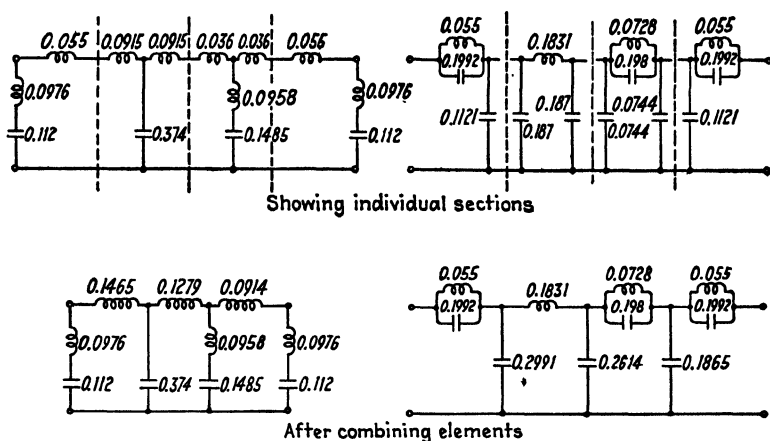 0.055 0.0915 0.0915 0.036 0.036 0.056
0.0976 0.0958 0.0976
0.112 0.374 0.1485 0.112
0.055 0.1831 0.0728 0.055
0.1992 0.198 0.1992
0.1121 0.187 0.187 0.0744 0.0744 0.1121
Showing individual sections
0.1465 0.1279 0.0914
0.0976 0.0958 0.0976
0.112 0.374 0.1485 0.112
0.055 0.1831 0.0728 0.055
0.1992 0.198 0.1992
0.2991 0.2614 0.1865
After combining elements